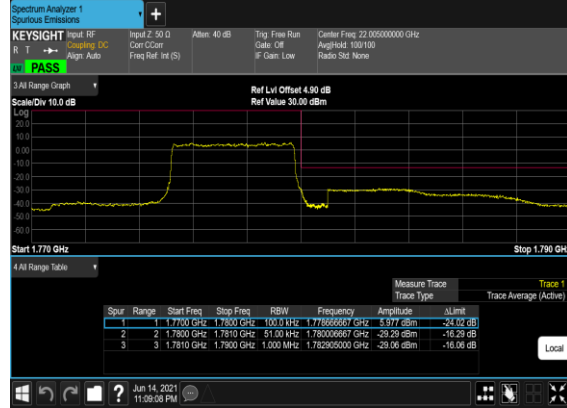 Spectrum Analyzer 1
Spurious Emissions
+
KEYSIGHT Input: RF
R T Coupling: DC
Align: Auto
Input Z: 50 Ω
Corr CCorr
Freq Ref: Int (S)
Atten: 40 dB
Trig: Free Run
Gate: Off
IF Gain: Low
Center Freq: 22.005000000 GHz
Avg|Hold: 100/100
Radio Std: None
PASS
3 All Range Graph
Scale/Div 10.0 dB
Ref Lvl Offset 4.90 dB
Ref Value 30.00 dBm
Log
20.0
10.0
0.00
-10.0
-20.0
-30.0
-40.0
-50.0
-60.0
Start 1.770 GHz
Stop 1.790 GHz
4 All Range Table
Measure Trace Trace 1
Trace Type Trace Average (Active)
Spur Range Start Freq Stop Freq RBW Frequency Amplitude ΔLimit
1 1 1.7700 GHz 1.7800 GHz 100.0 kHz 1.778666667 GHz 5.977 dBm -24.02 dB
2 2 1.7800 GHz 1.7810 GHz 51.00 kHz 1.780006667 GHz -29.29 dBm -16.29 dB
3 3 1.7810 GHz 1.7900 GHz 1.000 MHz 1.782905000 GHz -29.06 dBm -16.06 dB
Local
?
Jun 14, 2021
11:09:08 PM